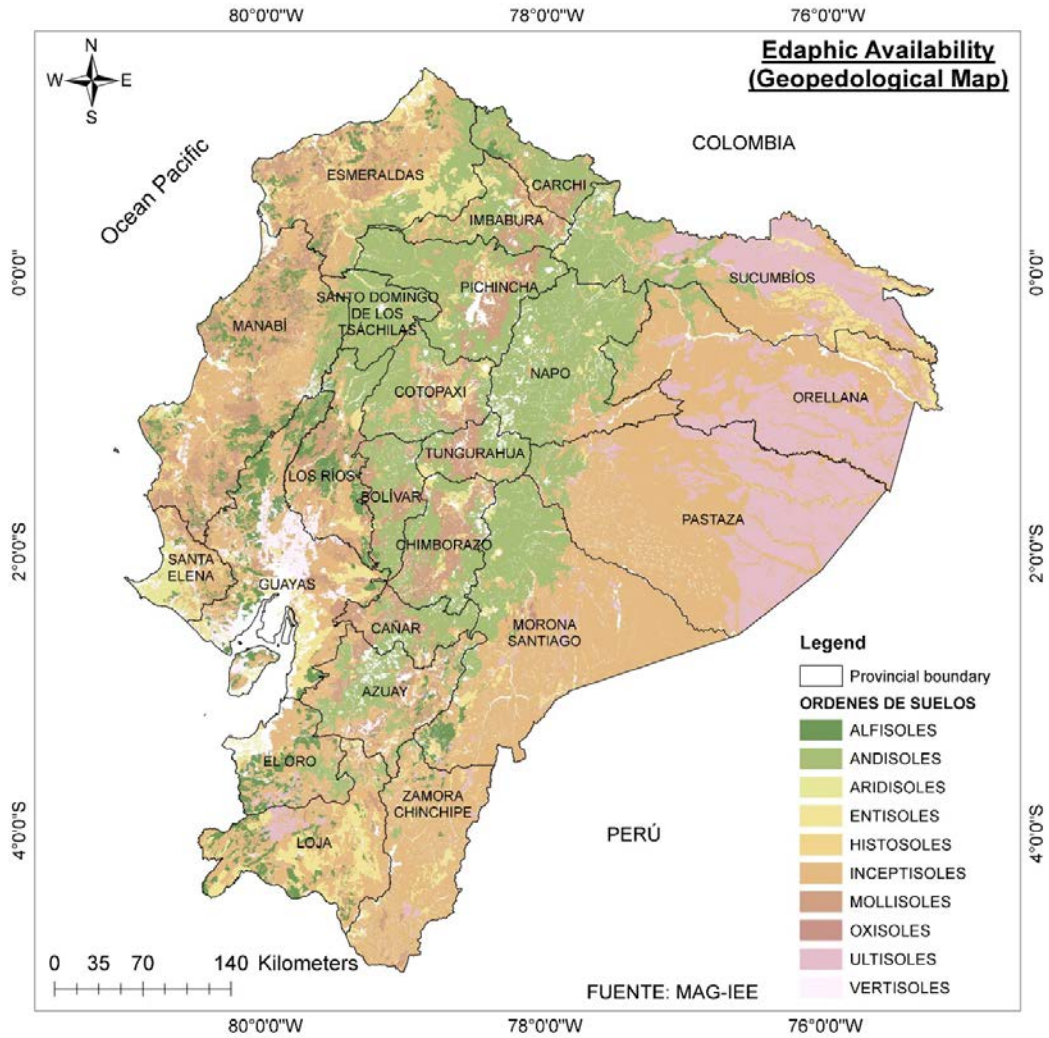 80°0'0"W
78°0'0"W
76°0'0"W
Edaphic Availability
(Geopedological Map)
N
W
E
S
Ocean Pacific
COLOMBIA
ESMERALDAS
CARCHI
IMBABURA
0°0'0"
0°0'0"
SUCUMBÍOS
PICHINCHA
SANTO DOMINGO
DE LOS
TSÁCHILAS
MANABÍ
NAPO
COTOPAXI
ORELLANA
TUNGURAHUA
LOS RÍOS
BOLÍVAR
PASTAZA
CHIMBORAZO
2°0'0"S
2°0'0"S
SANTA
ELENA
GUAYAS
MORONA
SANTIAGO
CAÑAR
AZUAY
EL ORO
ZAMORA
CHINCHIPE
4°0'0"S
4°0'0"S
LOJA
PERÚ
Legend
Provincial boundary
ORDENES DE SUELOS
ALFISOLES
ANDISOLES
ARIDISOLES
ENTISOLES
HISTOSOLES
INCEPTISOLES
MOLLISOLES
OXISOLES
ULTISOLES
VERTISOLES
0 35 70 140 Kilometers
FUENTE: MAG-IEE
80°0'0"W
78°0'0"W
76°0'0"W